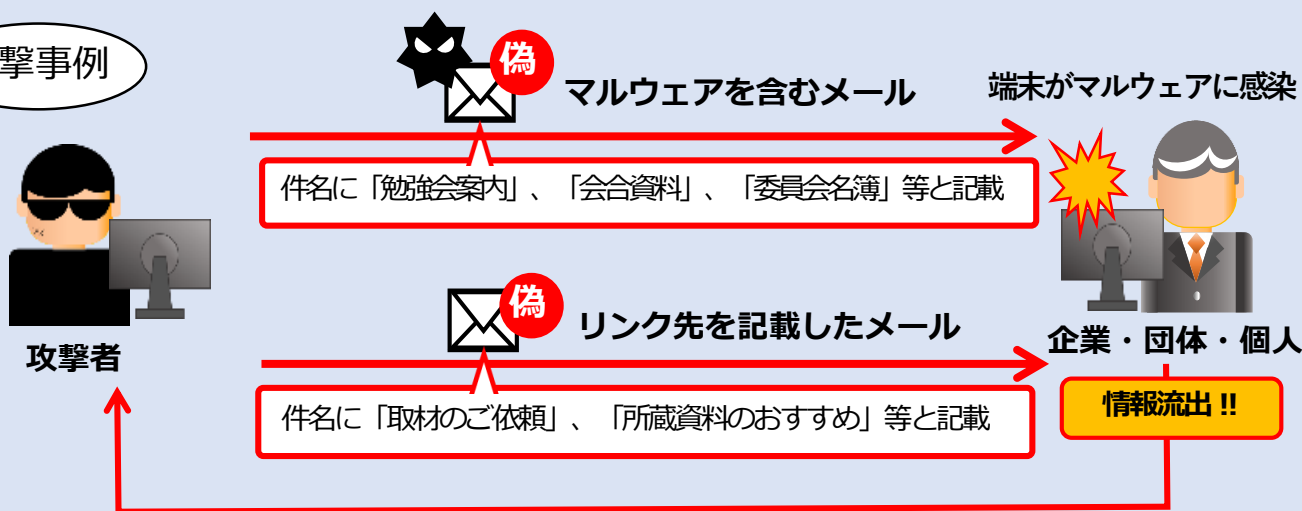 撃事例
偽
マルウェアを含むメール
端末がマルウェアに感染
件名に「勉強会案内」、「会合資料」、「委員会名簿」等と記載
偽
リンク先を記載したメール
攻撃者
企業・団体・個人
件名に「取材のご依頼」、「所蔵資料のおすすめ」等と記載
情報流出!!